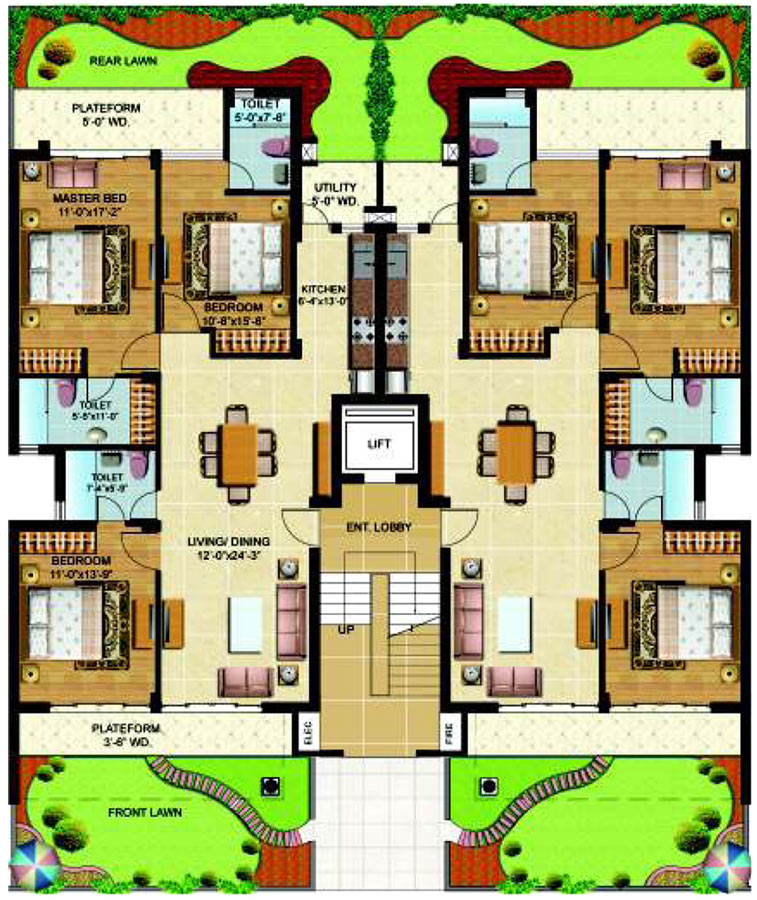 REAR LAWN
PLATEFORM
5'-0" WD.
TOILET
5'-0"x7'-6"
UTILITY
5'-0" WD.
MASTER BED
11'-0"x17'-2"
BEDROOM
10'-6"x15'-6"
KITCHEN
6'-4"x13'-0"
TOILET
5'-5"x11'-0"
LIFT
TOILET
7'-4"x5'-9"
ENT. LOBBY
LIVING/ DINING
12'-0"x24'-3"
BEDROOM
11'-0"x13'-9"
UP
PLATEFORM
3'-6" WD.
ELEC
FIRE
FRONT LAWN